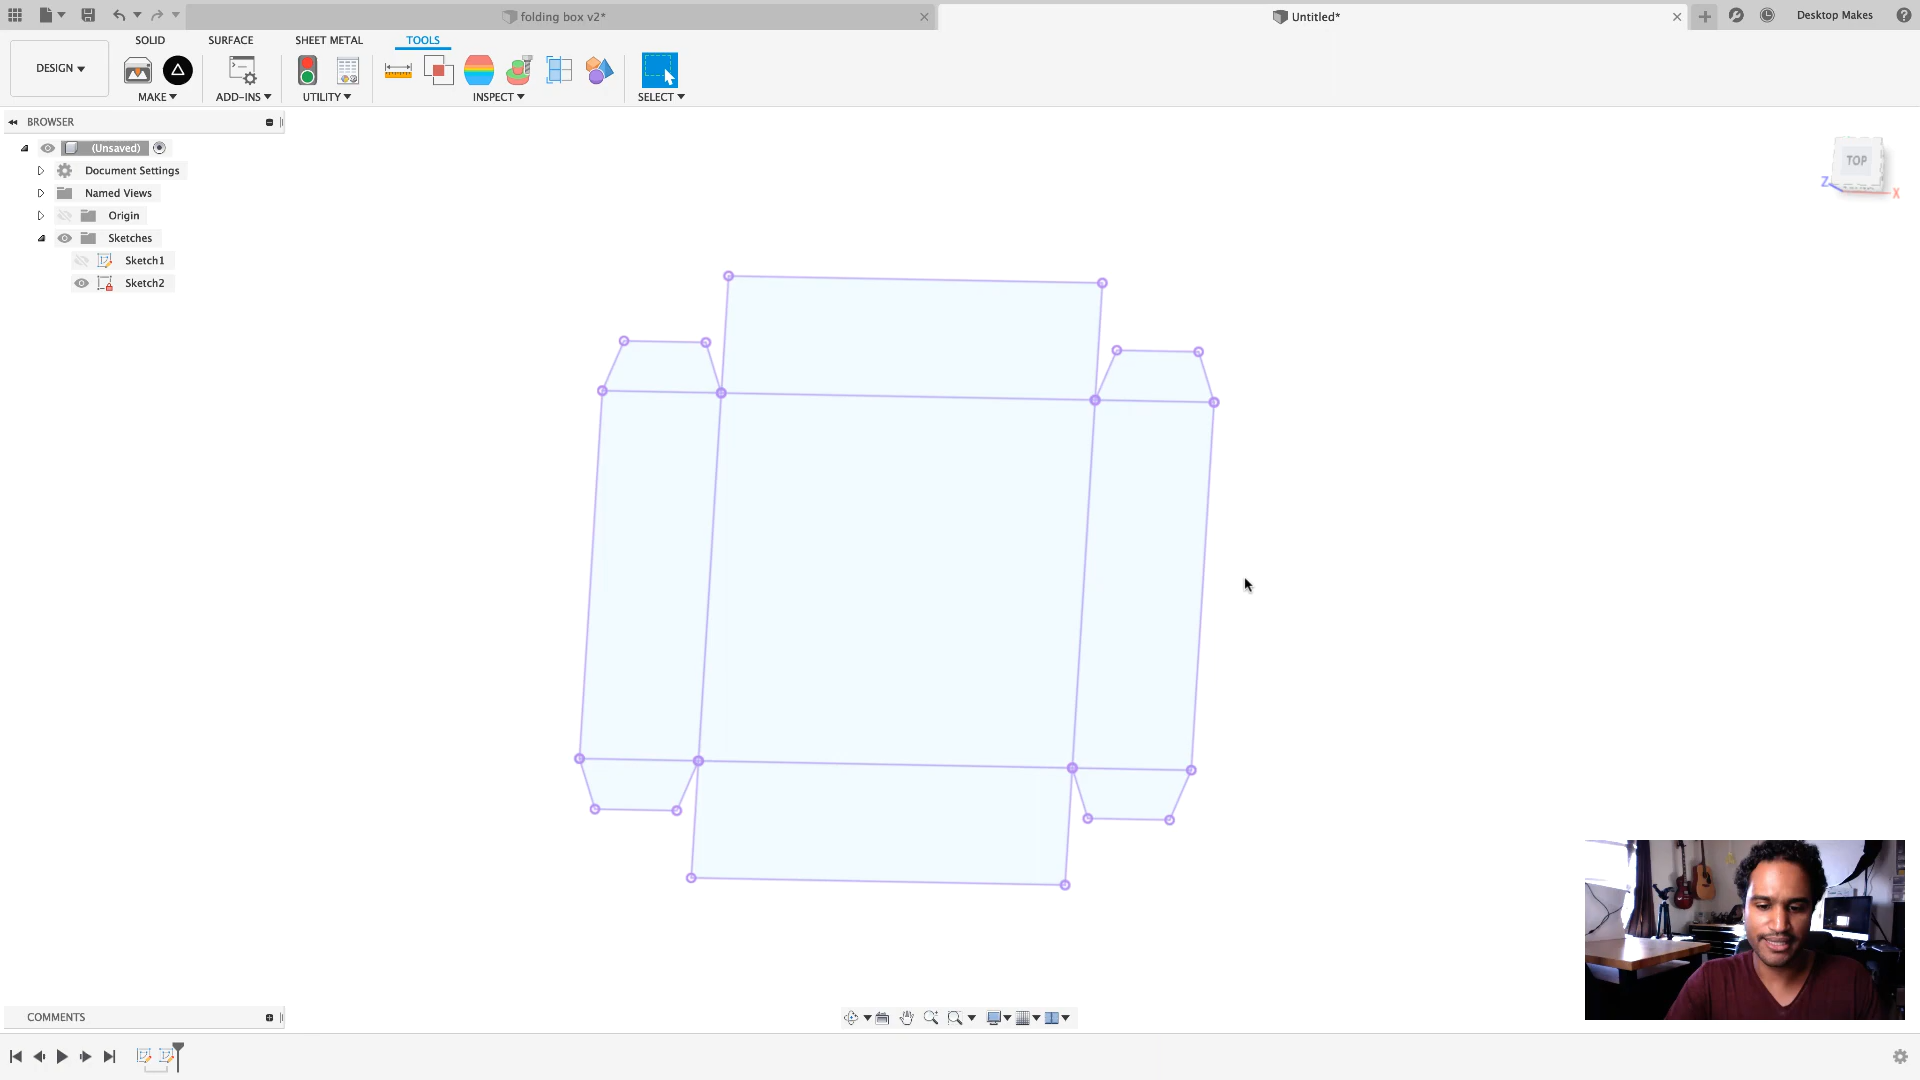 folding box v2*
Untitled*
Desktop Makes
SOLID
SURFACE
SHEET METAL
TOOLS
DESIGN
MAKE
ADD-INS
UTILITY
INSPECT
SELECT
BROWSER
(Unsaved)
Document Settings
Named Views
Origin
Sketches
Sketch1
Sketch2
TOP
Z
X
COMMENTS